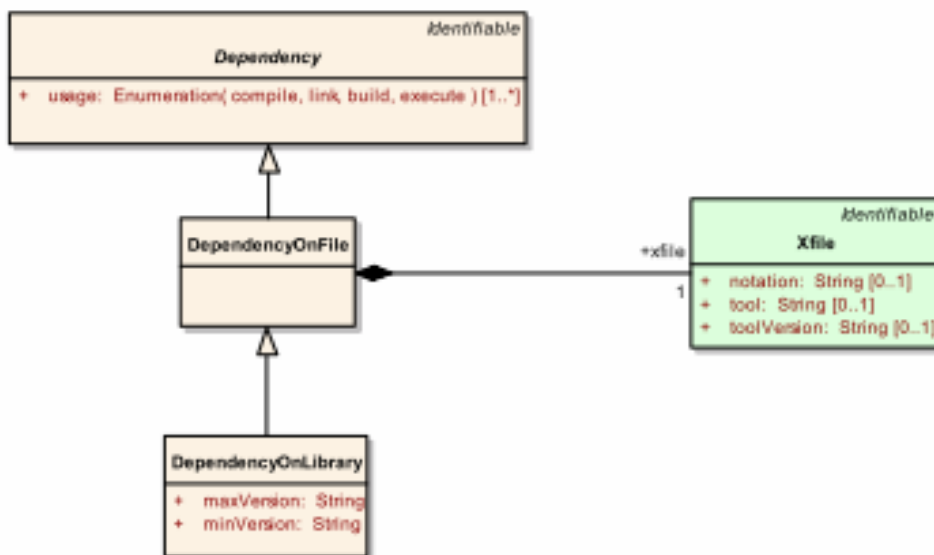 Identifiable
Dependency
+ usage: Enumeration( compile, link, build, execute ) [1..*]
DependencyOnFile
Identifiable
Xfile
+ notation: String [0..1]
+ tool: String [0..1]
+ toolVersion: String [0..1]
+xfile
1
DependencyOnLibrary
+ maxVersion: String
+ minVersion: String